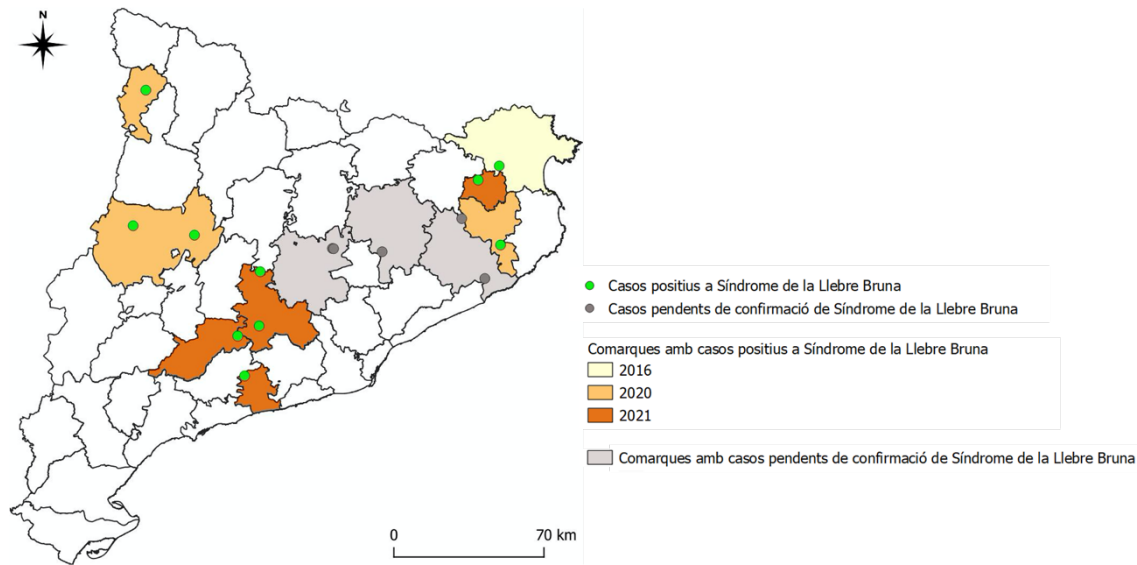 N
Casos positius a Síndrome de la Llebre Bruna
Casos pendents de confirmació de Síndrome de la Llebre Bruna
Comarques amb casos positius a Síndrome de la Llebre Bruna
2016
2020
2021
Comarques amb casos pendents de confirmació de Síndrome de la Llebre Bruna
0 70 km